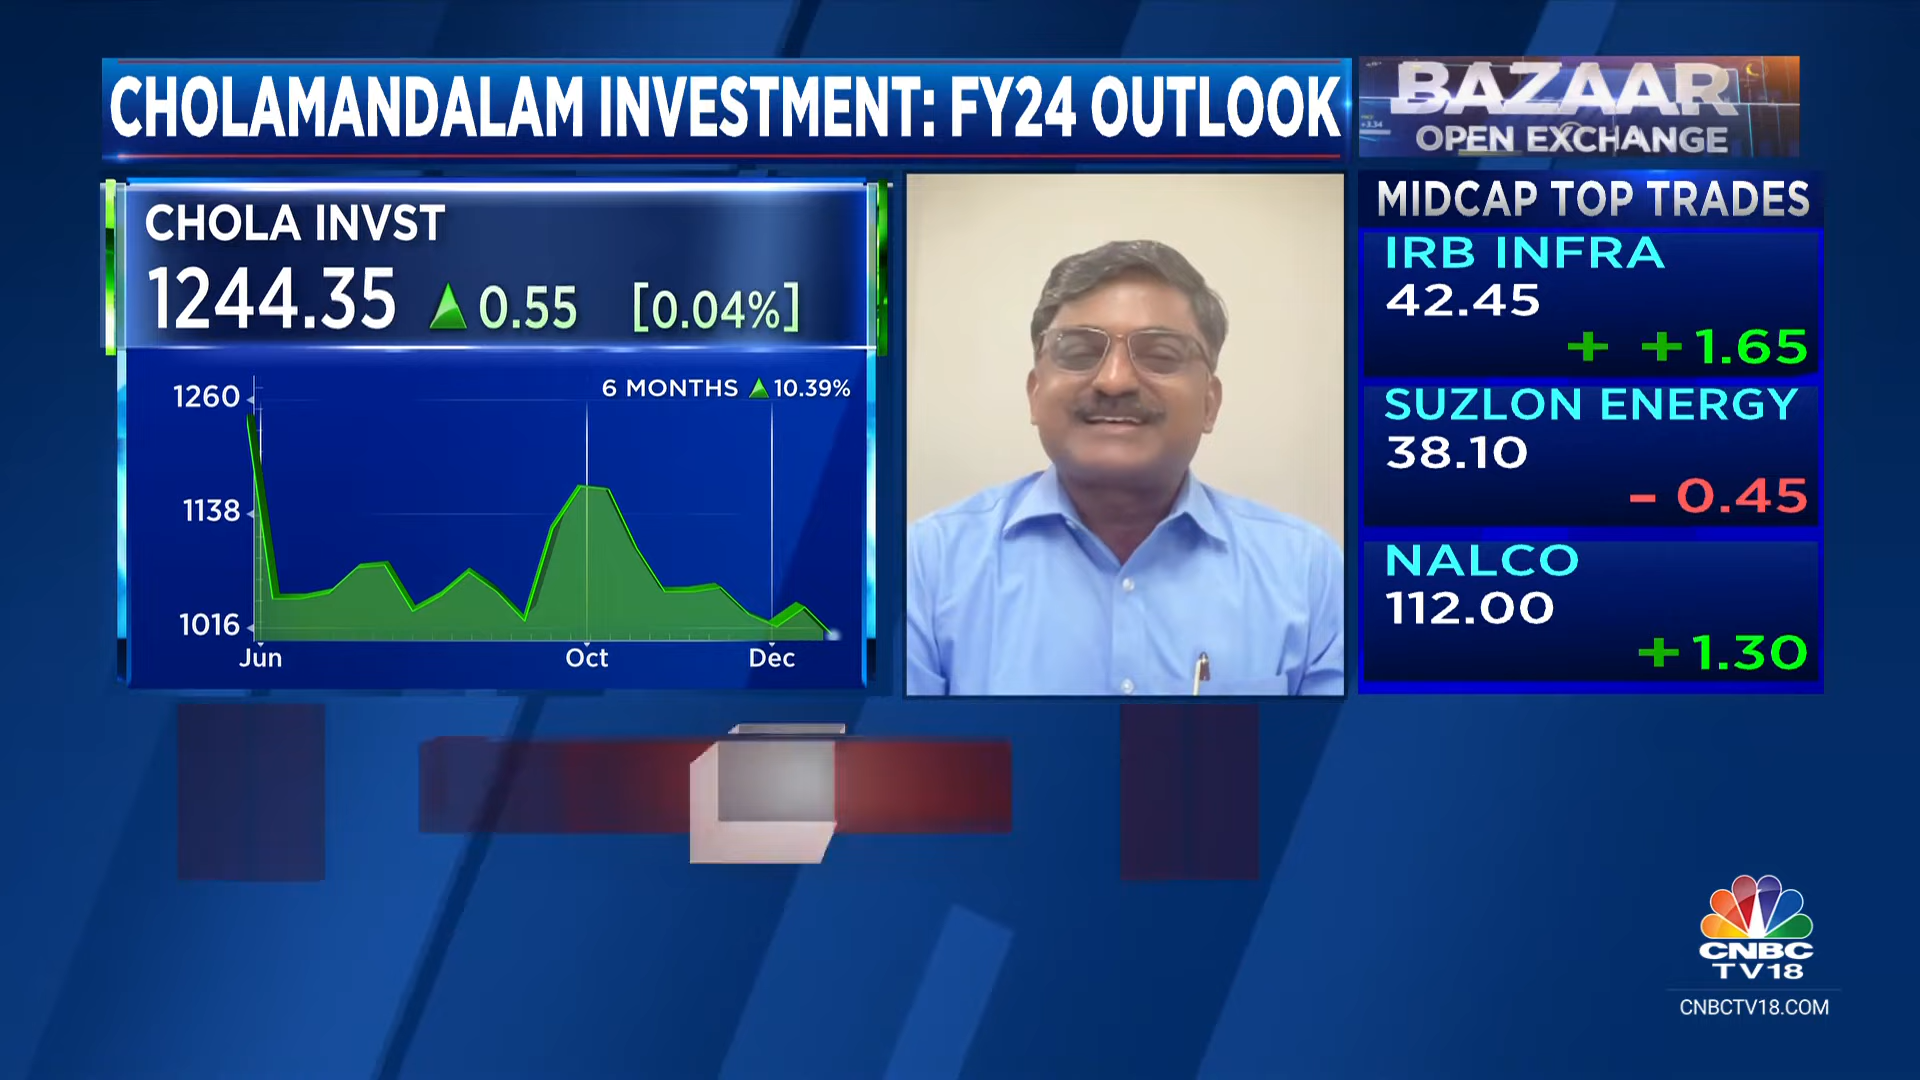 CHOLAMANDALAM INVESTMENT: FY24 OUTLOOK
BAZAAR
OPEN EXCHANGE
CHOLA INVST
1244.35 ▲ 0.55 [0.04%]
6 MONTHS ▲ 10.39%
1260
1138
1016
Jun Oct Dec
MIDCAP TOP TRADES
IRB INFRA
42.45
+ +1.65
SUZLON ENERGY
38.10
- 0.45
NALCO
112.00
+1.30
CNBC
TV18
CNBCTV18.COM